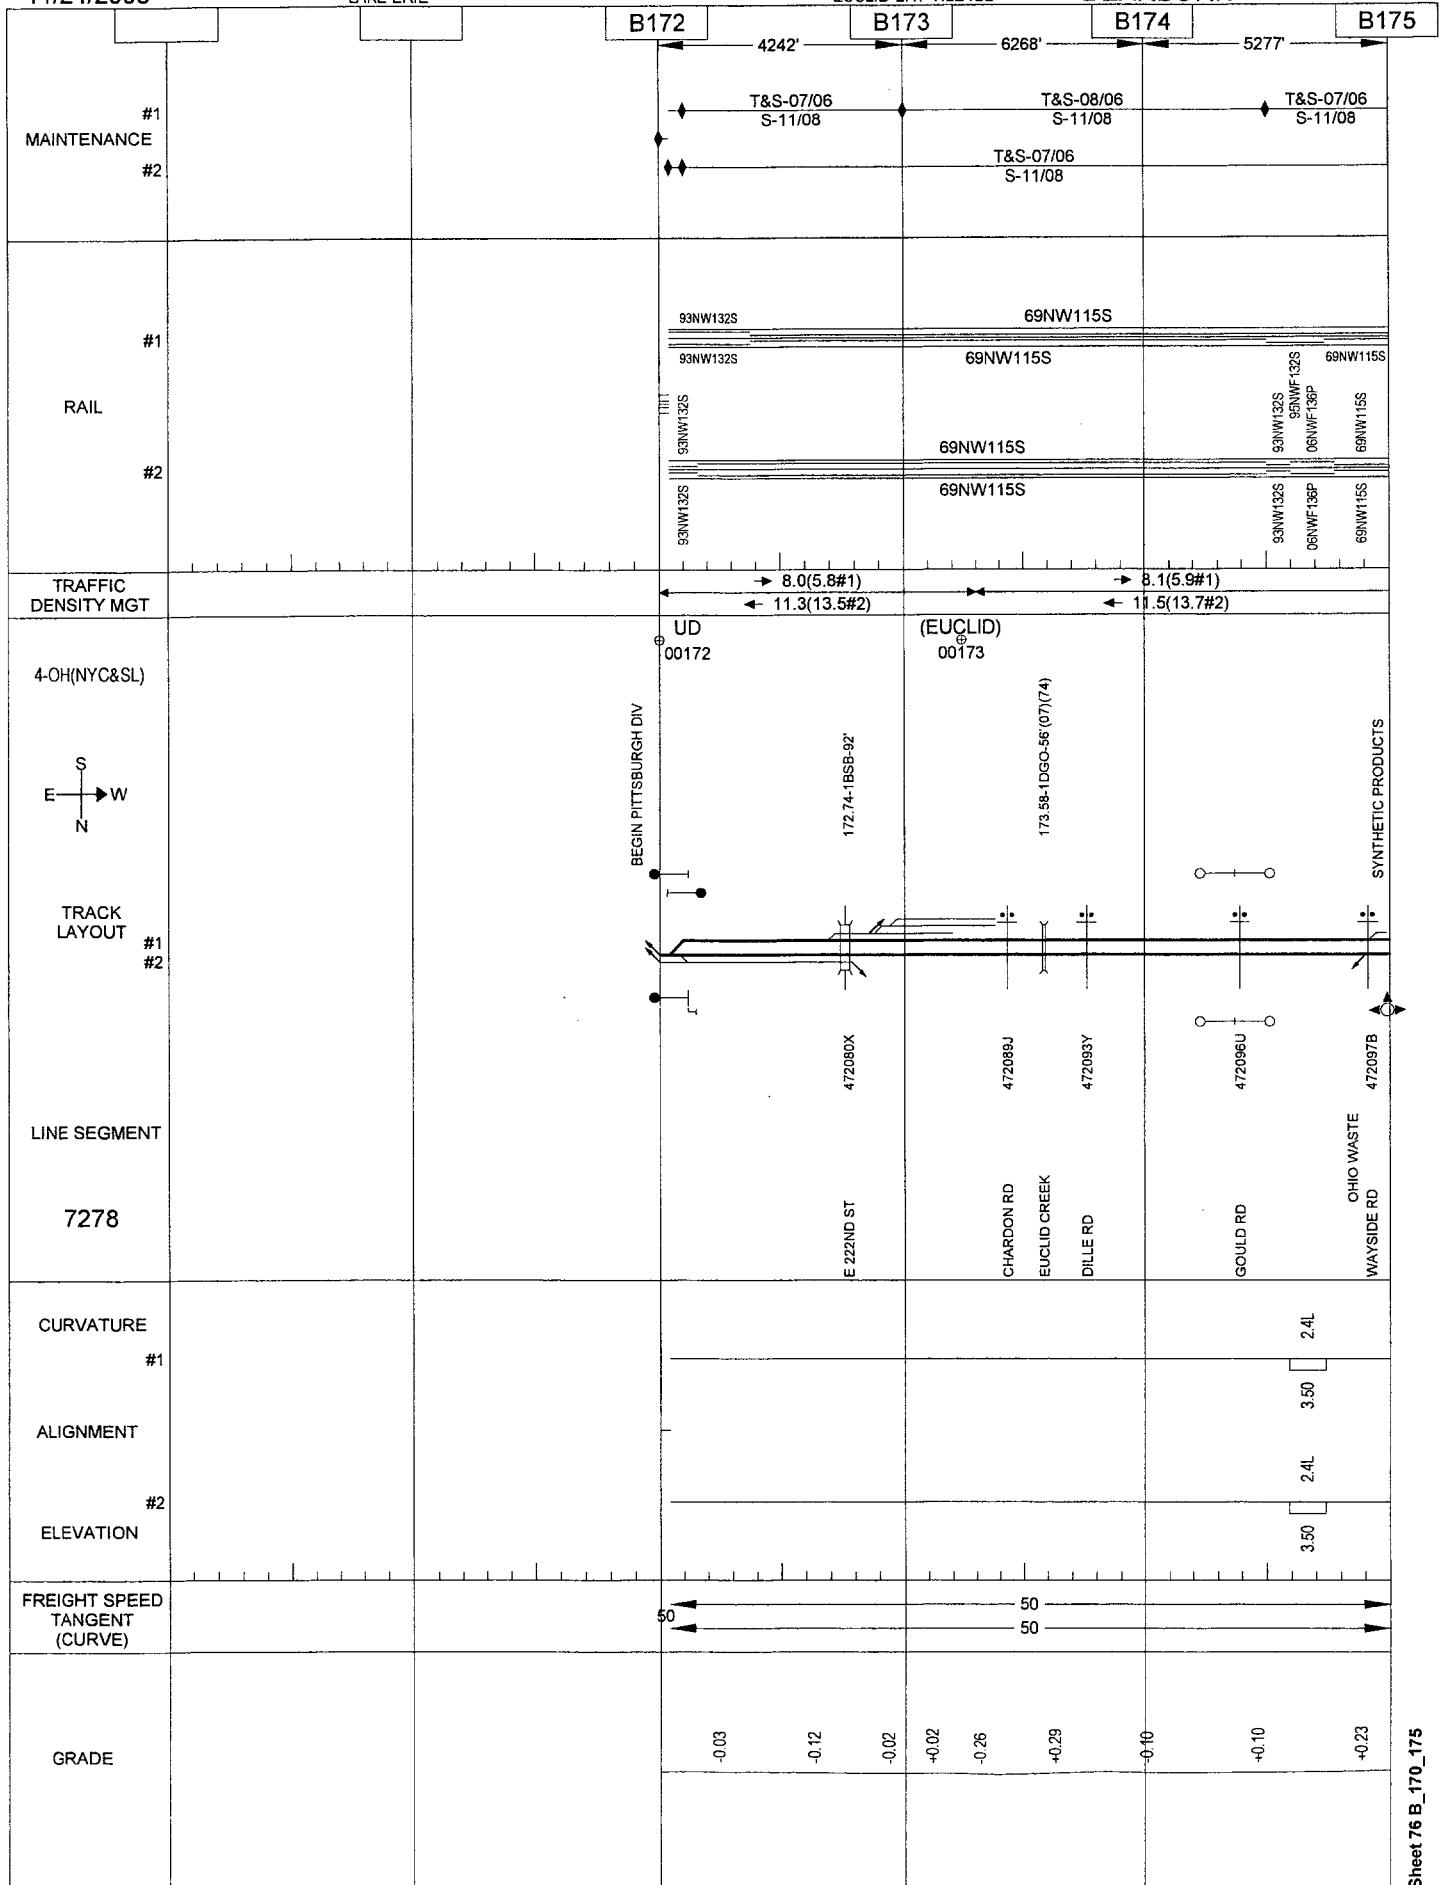 B172
B173
B174
B175
4242'
6268'
5277'
#1
T&S-07/06
S-11/08
T&S-08/06
S-11/08
T&S-07/06
S-11/08
MAINTENANCE
#2
T&S-07/06
S-11/08
93NW132S
69NW115S
#1
93NW132S
69NW115S
69NW115S
RAIL
93NW132S
93NW132S
95NWF132S
06NWF136P
69NW115S
69NW115S
#2
69NW115S
93NW132S
93NW132S
06NWF136P
69NW115S
TRAFFIC
DENSITY MGT
8.0(5.8#1)
8.1(5.9#1)
11.3(13.5#2)
11.5(13.7#2)
UD
00172
(EUCLID)
00173
4-OH(NYC&SL)
S
E W
N
BEGIN PITTSBURGH DIV
172.74-1BSB-92'
173.58-1DGO-56'(07)(74)
SYNTHETIC PRODUCTS
TRACK
LAYOUT
#1
#2
472080X
472089J
472093Y
472096U
472097B
LINE SEGMENT
7278
E 222ND ST
CHARDON RD
EUCLID CREEK
DILLE RD
GOULD RD
OHIO WASTE
WAYSIDE RD
CURVATURE
2.4L
#1
3.50
ALIGNMENT
2.4L
#2
ELEVATION
3.50
FREIGHT SPEED
TANGENT
(CURVE)
50
50
50
GRADE
-0.03
-0.12
-0.02
+0.02
-0.26
+0.29
-0.10
+0.10
+0.23
Sheet 76 B_170_175